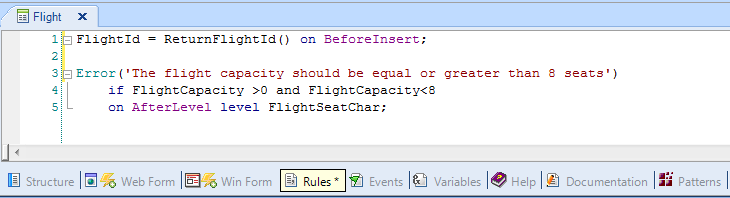 Flight X
1 FlightId = ReturnFlightId() on BeforeInsert;
2
3 Error('The flight capacity should be equal or greater than 8 seats')
4 if FlightCapacity >0 and FlightCapacity<8
5 on AfterLevel level FlightSeatChar;
Structure Web Form Win Form Rules * Events Variables Help Documentation Patterns